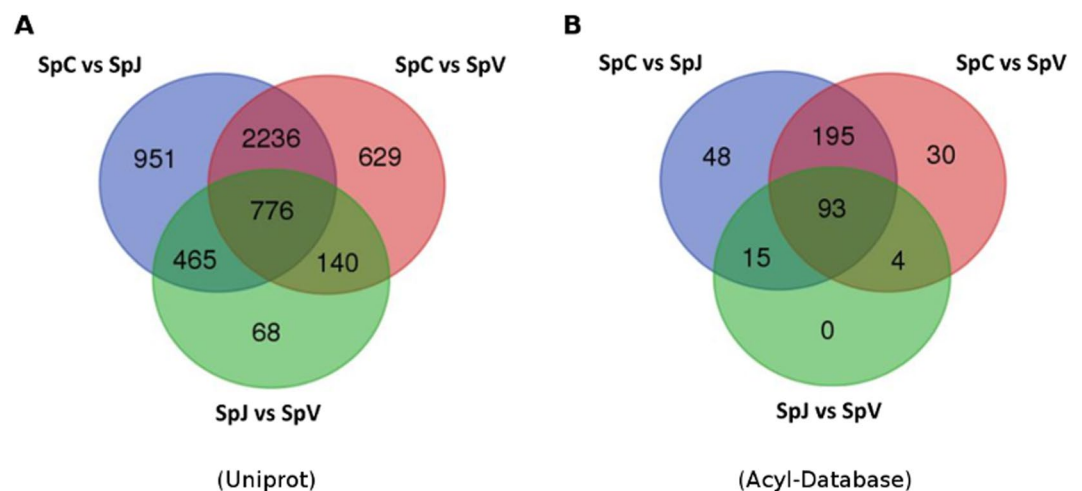 A
SpC vs SpJ
SpC vs SpV
951
2236
629
776
465
140
68
SpJ vs SpV
(Uniprot)
B
SpC vs SpJ
SpC vs SpV
48
195
30
93
15
4
0
SpJ vs SpV
(Acyl-Database)